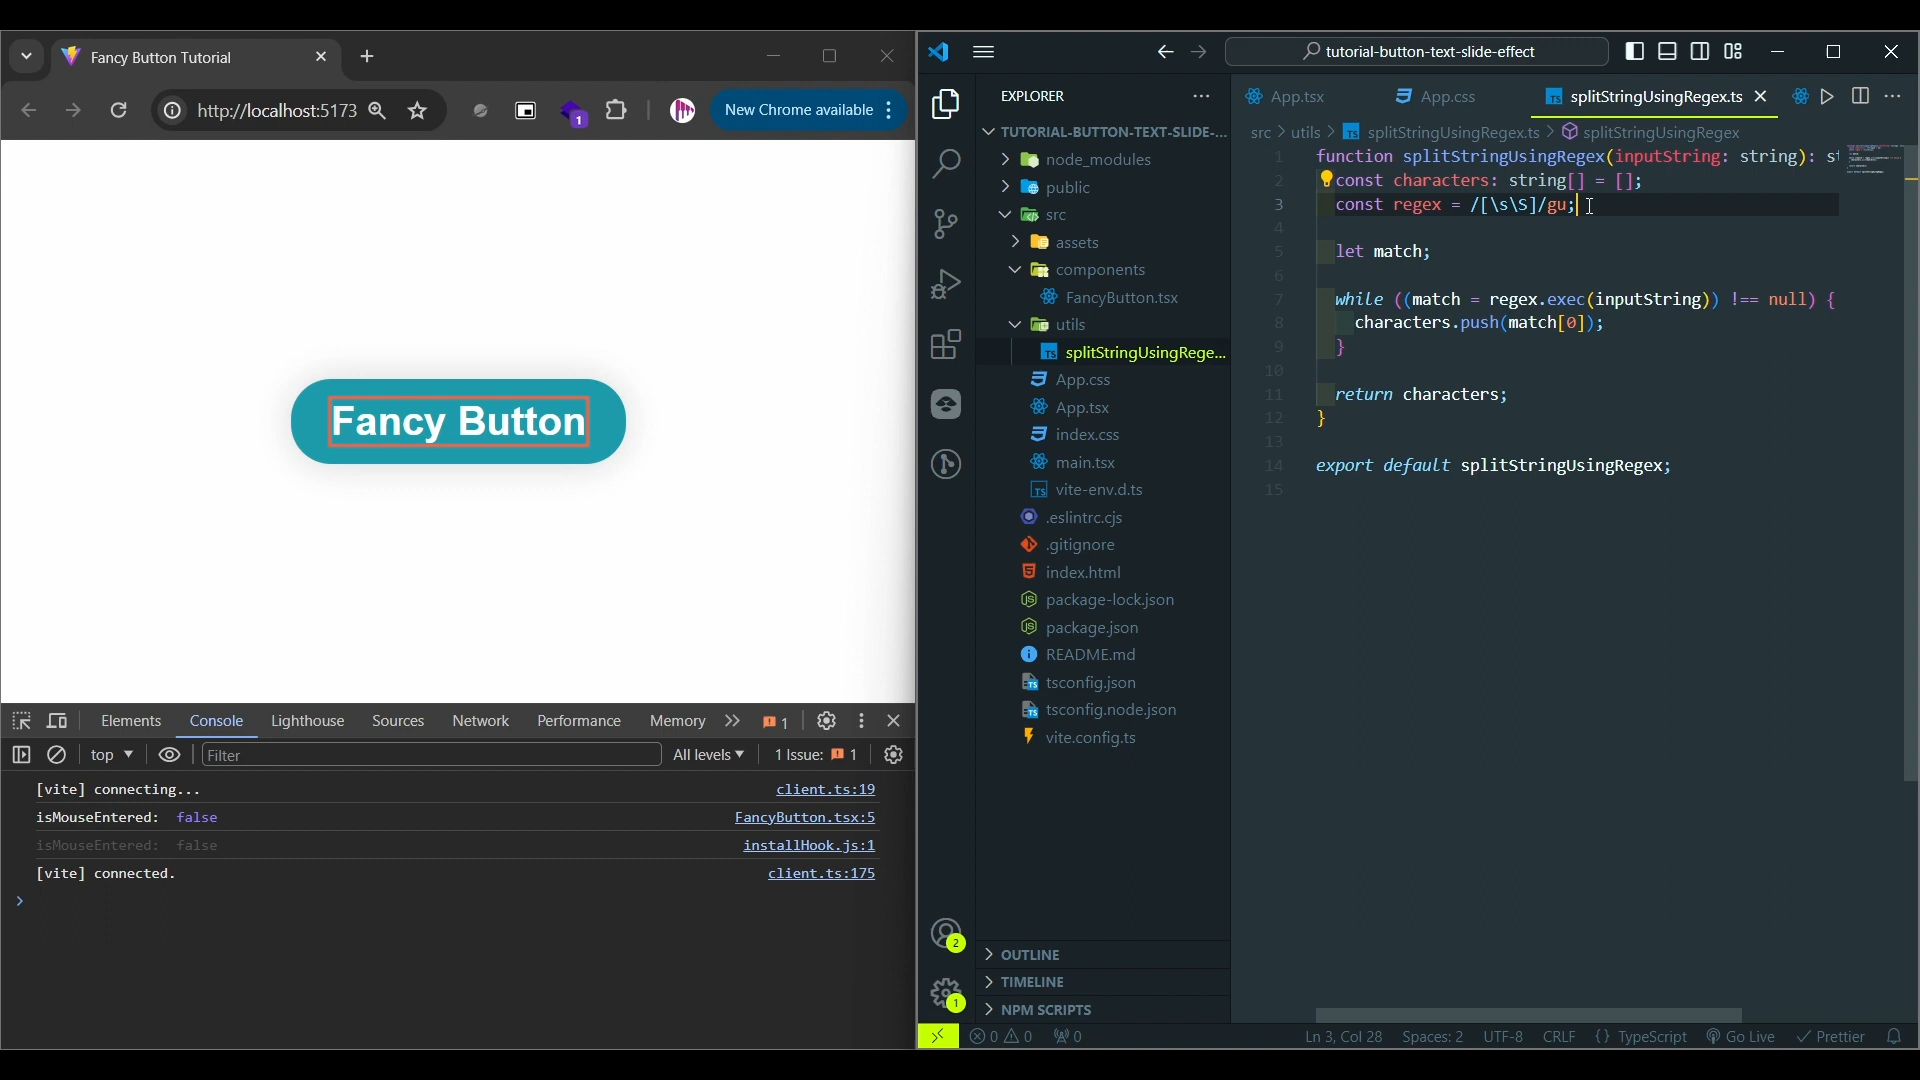 Fancy Button Tutorial
http://localhost:5173
1
New Chrome available
Fancy Button
Elements
Console
Lighthouse
Sources
Network
Performance
Memory
1
top
Filter
All levels
1 Issue:
1
[vite] connecting...
client.ts:19
isMouseEntered: false
FancyButton.tsx:5
isMouseEntered: false
installHook.js:1
[vite] connected.
client.ts:175
tutorial-button-text-slide-effect
EXPLORER
TUTORIAL-BUTTON-TEXT-SLIDE-...
node_modules
public
src
assets
components
FancyButton.tsx
utils
splitStringUsingRege...
App.css
App.tsx
index.css
main.tsx
vite-env.d.ts
.eslintrc.cjs
.gitignore
index.html
package-lock.json
package.json
README.md
tsconfig.json
tsconfig.node.json
vite.config.ts
OUTLINE
TIMELINE
NPM SCRIPTS
2
1
App.tsx
App.css
splitStringUsingRegex.ts
src > utils > splitStringUsingRegex.ts > splitStringUsingRegex
1 function splitStringUsingRegex(inputString: string): st
2 const characters: string[] = [];
3 const regex = /[\s\S]/gu;
4
5 let match;
6
7 while ((match = regex.exec(inputString)) !== null) {
8 characters.push(match[0]);
9 }
10
11 return characters;
12 }
13
14 export default splitStringUsingRegex;
15
0 0 0
Ln 3, Col 28
Spaces: 2
UTF-8
CRLF
{ } TypeScript
Go Live
Prettier